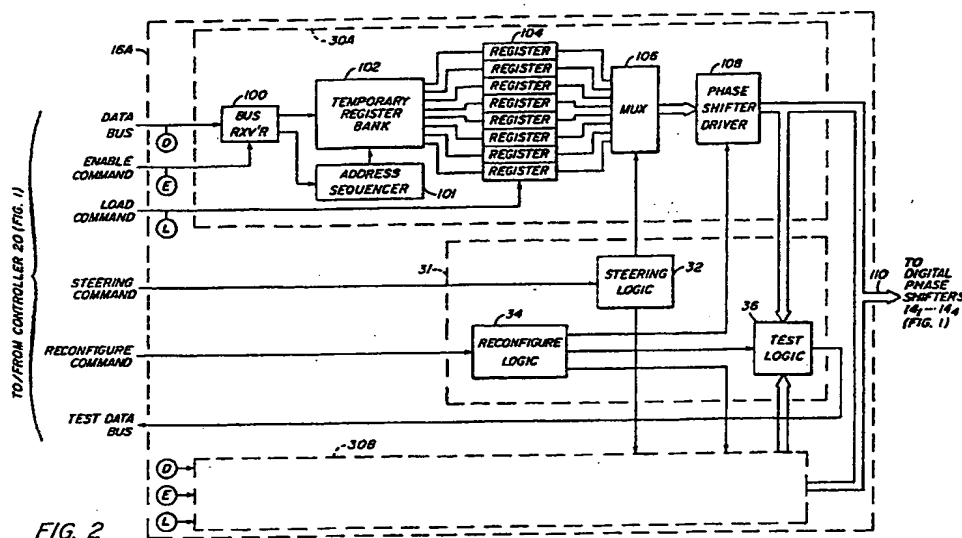 16A
30A
104
REGISTER
REGISTER
REGISTER
REGISTER
REGISTER
REGISTER
REGISTER
REGISTER
102
TEMPORARY
REGISTER
BANK
106
MUX
108
PHASE
SHIFTER
DRIVER
100
BUS
RXV'R
ADDRESS
SEQUENCER
101
TO/FROM CONTROLLER 20 (FIG. 1)
DATA
BUS
D
ENABLE
COMMAND
E
LOAD
COMMAND
L
31
STEERING
COMMAND
STEERING
LOGIC
32
34
RECONFIGURE
LOGIC
36
TEST
LOGIC
RECONFIGURE
COMMAND
TEST DATA
BUS
110
TO
DIGITAL
PHASE
SHIFTERS
14₁---14₄
(FIG. 1)
30B
D
E
L
FIG. 2